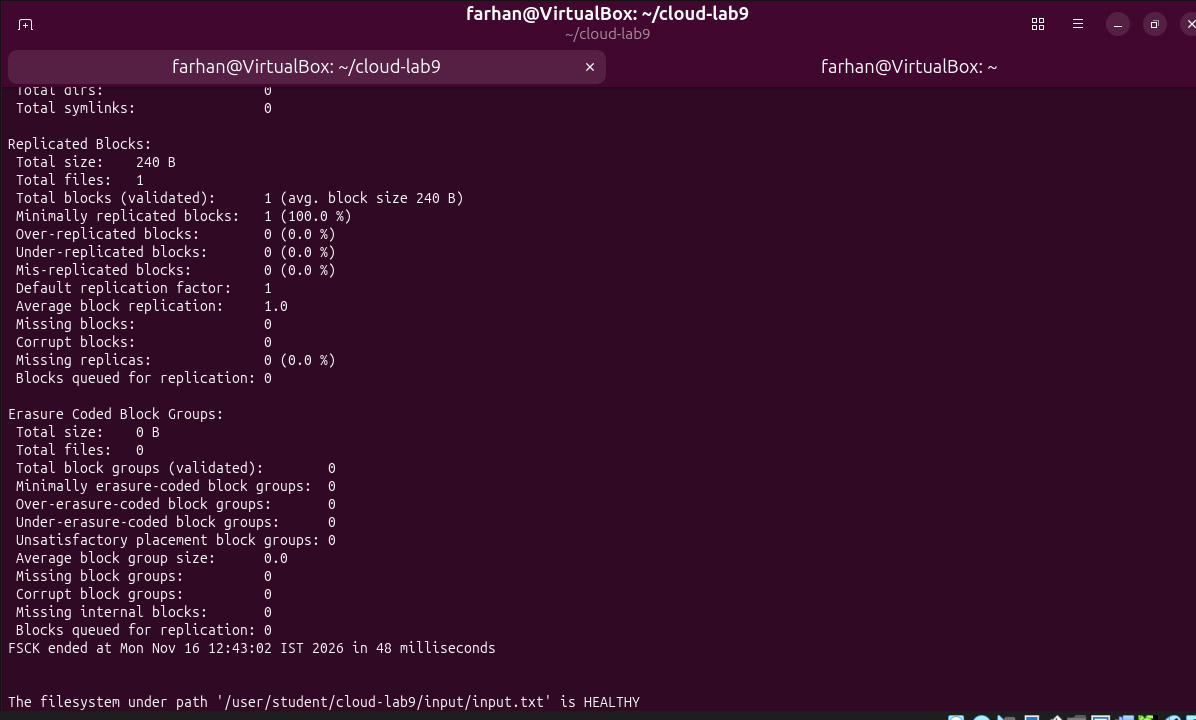 farhan@VirtualBox: ~/cloud-lab9
~/cloud-lab9
farhan@VirtualBox: ~/cloud-lab9
farhan@VirtualBox: ~
Total dirs: 0
Total symlinks: 0
Replicated Blocks:
Total size: 240 B
Total files: 1
Total blocks (validated): 1 (avg. block size 240 B)
Minimally replicated blocks: 1 (100.0 %)
Over-replicated blocks: 0 (0.0 %)
Under-replicated blocks: 0 (0.0 %)
Mis-replicated blocks: 0 (0.0 %)
Default replication factor: 1
Average block replication: 1.0
Missing blocks: 0
Corrupt blocks: 0
Missing replicas: 0 (0.0 %)
Blocks queued for replication: 0
Erasure Coded Block Groups:
Total size: 0 B
Total files: 0
Total block groups (validated): 0
Minimally erasure-coded block groups: 0
Over-erasure-coded block groups: 0
Under-erasure-coded block groups: 0
Unsatisfactory placement block groups: 0
Average block group size: 0.0
Missing block groups: 0
Corrupt block groups: 0
Missing internal blocks: 0
Blocks queued for replication: 0
FSCK ended at Mon Nov 16 12:43:02 IST 2026 in 48 milliseconds
The filesystem under path '/user/student/cloud-lab9/input/input.txt' is HEALTHY